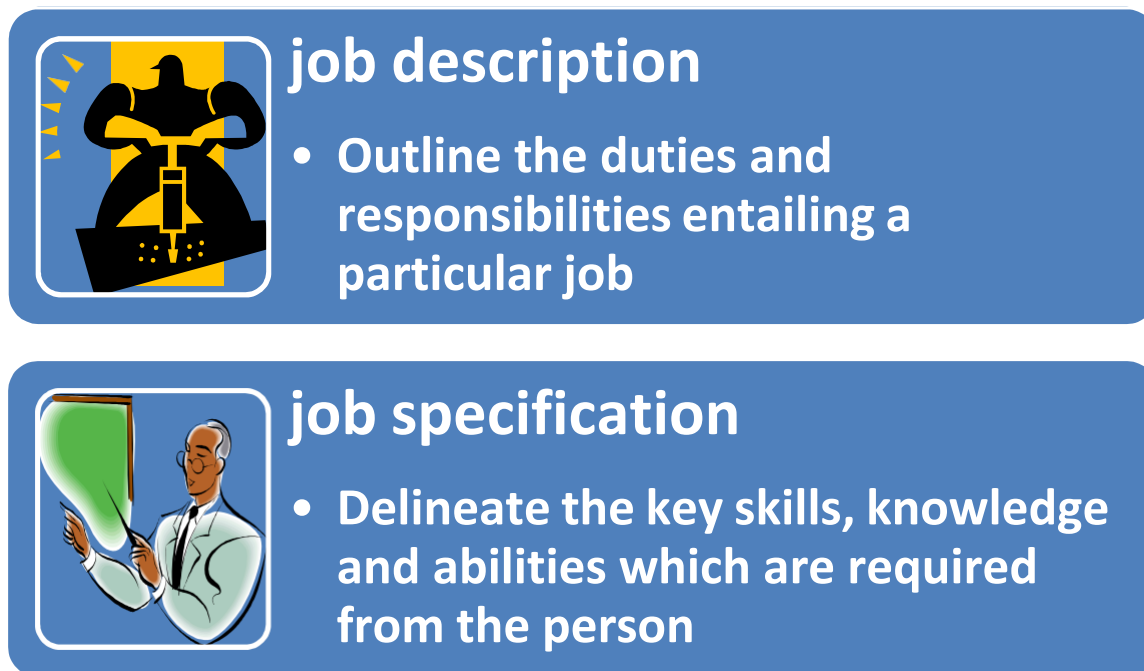 job description
• Outline the duties and
responsibilities entailing a
particular job
job specification
• Delineate the key skills, knowledge
and abilities which are required
from the person